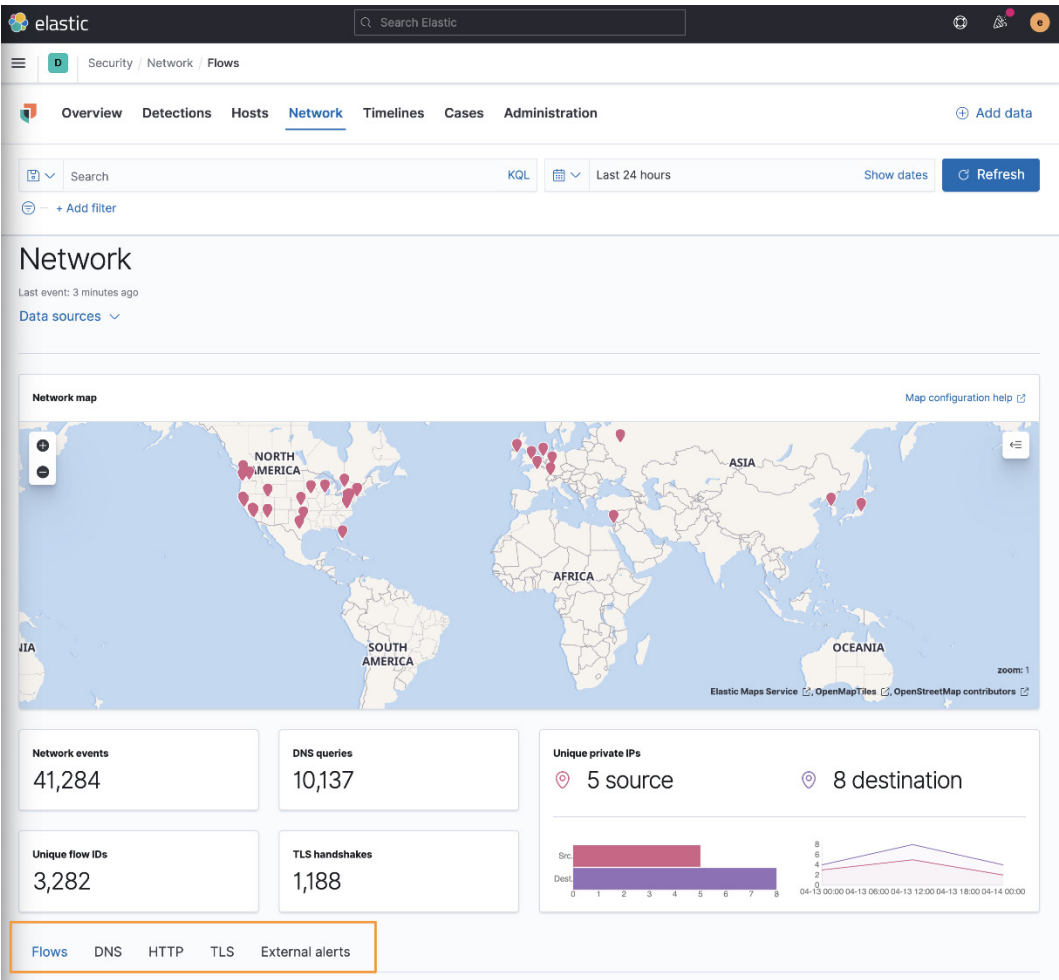 elastic
Search Elastic
e
D
Security / Network / Flows
Overview Detections Hosts Network Timelines Cases Administration
Add data
Search
KQL
Last 24 hours
Show dates
Refresh
+ Add filter
Network
Last event: 3 minutes ago
Data sources
Network map
Map configuration help
NORTH
AMERICA
ASIA
AFRICA
NIA
SOUTH
AMERICA
OCEANIA
zoom: 1
Elastic Maps Service , OpenMapTiles , OpenStreetMap contributors
Network events
41,284
DNS queries
10,137
Unique private IPs
5 source
8 destination
Unique flow IDs
3,282
TLS handshakes
1,188
Src.
Dest.
0 1 2 3 4 5 6 7 8
8
6
4
2
0
04-13 00:00 04-13 06:00 04-13 12:00 04-13 18:00 04-14 00:00
Flows DNS HTTP TLS External alerts